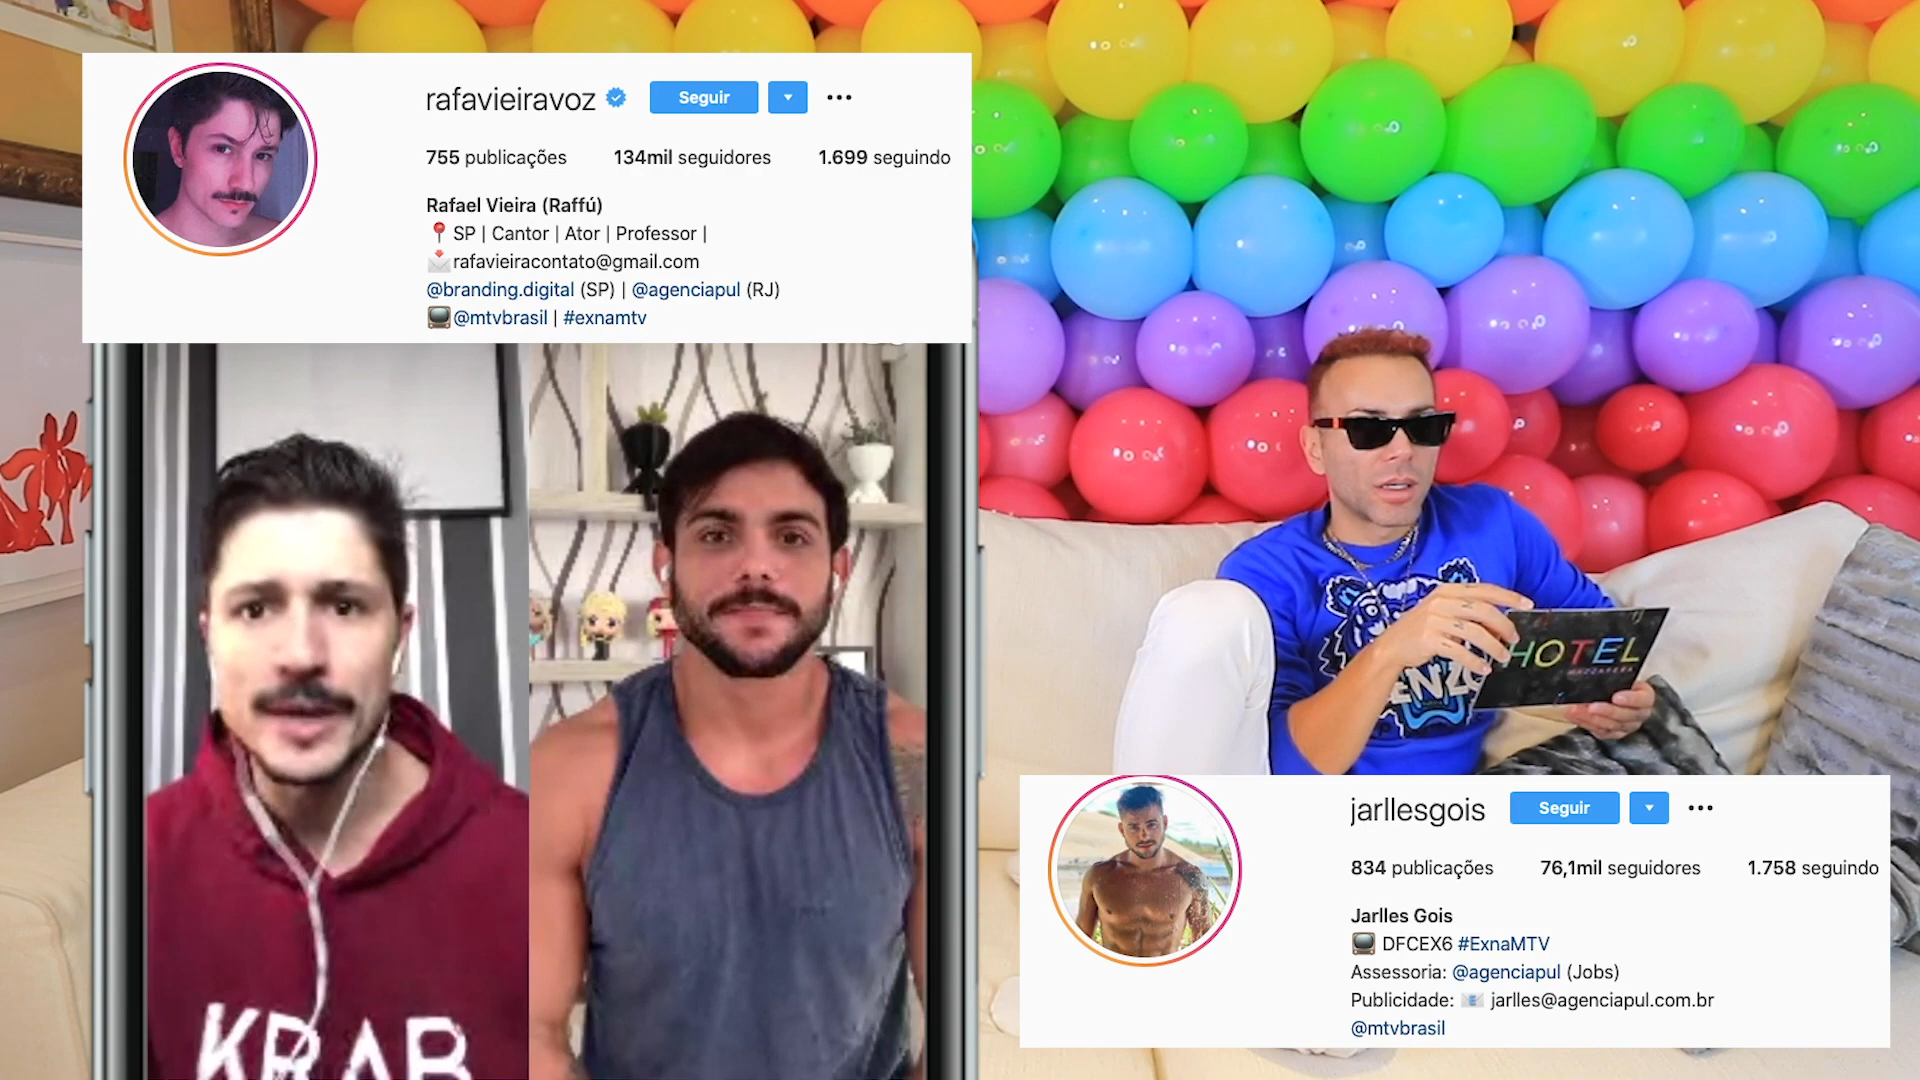 rafavieiravoz Seguir
755 publicações 134mil seguidores 1.699 seguindo
Rafael Vieira (Raffú)
SP | Cantor | Ator | Professor |
rafavieiracontato@gmail.com
@branding.digital (SP) | @agenciapul (RJ)
@mtvbrasil | #exnamtv
HOTEL
MAZZAFERA
KENZO
KRAB
jarllesgois Seguir
834 publicações 76,1mil seguidores 1.758 seguindo
Jarlles Gois
DFCEX6 #ExnaMTV
Assessoria: @agenciapul (Jobs)
Publicidade: jarlles@agenciapul.com.br
@mtvbrasil